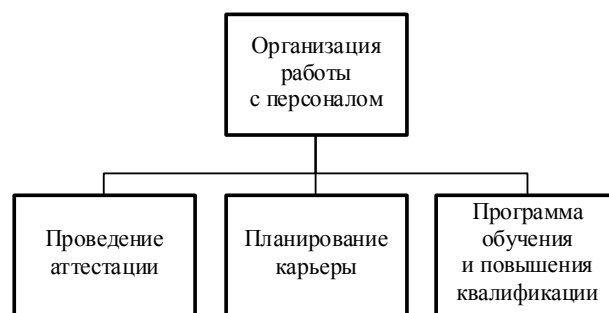 Организация
работы
с персоналом
Проведение
аттестации
Планирование
карьеры
Программа
обучения
и повышения
квалификации